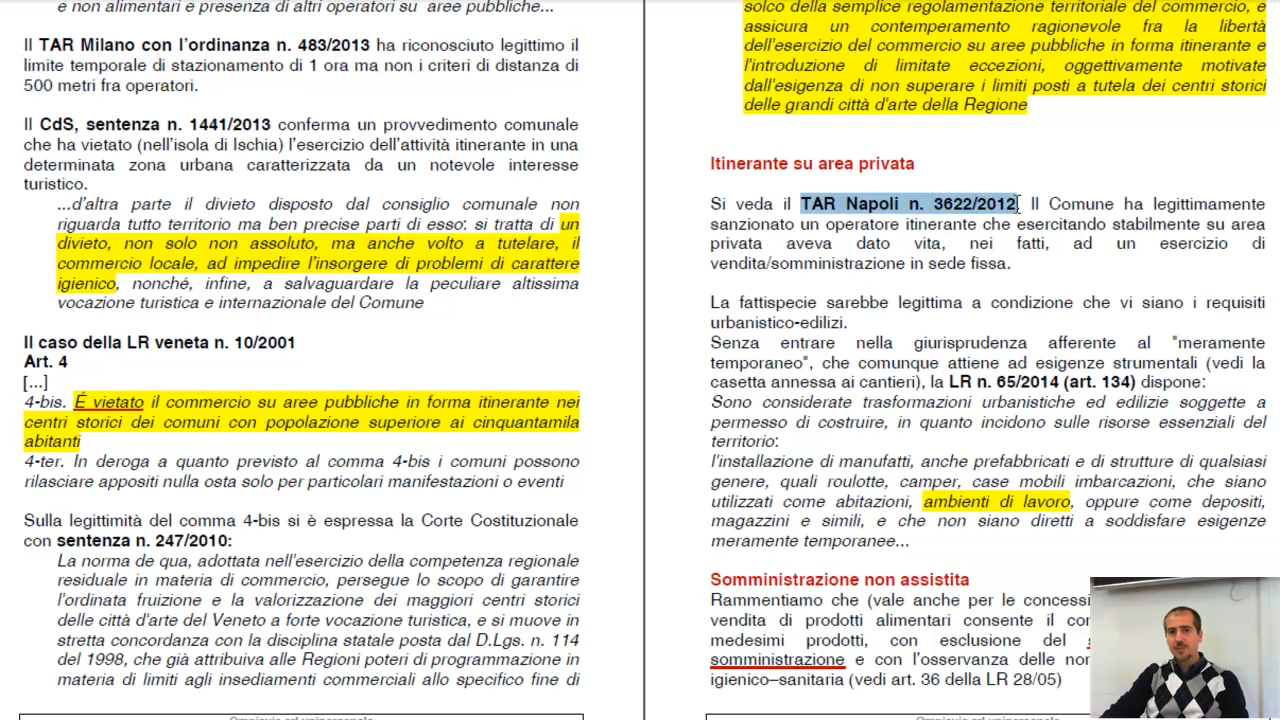 e non alimentari e presenza di altri operatori su aree pubbliche...
Il TAR Milano con l'ordinanza n. 483/2013 ha riconosciuto legittimo il
limite temporale di stazionamento di 1 ora ma non i criteri di distanza di
500 metri fra operatori.
Il CdS, sentenza n. 1441/2013 conferma un provvedimento comunale
che ha vietato (nell'isola di Ischia) l'esercizio dell'attività itinerante in una
determinata zona urbana caratterizzata da un notevole interesse
turistico.
...d'altra parte il divieto disposto dal consiglio comunale non
riguarda tutto territorio ma ben precise parti di esso: si tratta di un
divieto, non solo non assoluto, ma anche volto a tutelare, il
commercio locale, ad impedire l'insorgere di problemi di carattere
igienico, nonché, infine, a salvaguardare la peculiare altissima
vocazione turistica e internazionale del Comune
Il caso della LR veneta n. 10/2001
Art. 4
[...]
4-bis. É vietato il commercio su aree pubbliche in forma itinerante nei
centri storici dei comuni con popolazione superiore ai cinquantamila
abitanti
4-ter. In deroga a quanto previsto al comma 4-bis i comuni possono
rilasciare appositi nulla osta solo per particolari manifestazioni o eventi
Sulla legittimità del comma 4-bis si è espressa la Corte Costituzionale
con sentenza n. 247/2010:
La norma de qua, adottata nell'esercizio della competenza regionale
residuale in materia di commercio, persegue lo scopo di garantire
l'ordinata fruizione e la valorizzazione dei maggiori centri storici
delle città d'arte del Veneto a forte vocazione turistica, e si muove in
stretta concordanza con la disciplina statale posta dal D.Lgs. n. 114
del 1998, che già attribuiva alle Regioni poteri di programmazione in
materia di limiti agli insediamenti commerciali allo specifico fine di
solco della semplice regolamentazione territoriale del commercio, e
assicura un contemperamento ragionevole fra la libertà
dell'esercizio del commercio su aree pubbliche in forma itinerante e
l'introduzione di limitate eccezioni, oggettivamente motivate
dall'esigenza di non superare i limiti posti a tutela dei centri storici
delle grandi città d'arte della Regione
Itinerante su area privata
Si veda il TAR Napoli n. 3622/2012. Il Comune ha legittimamente
sanzionato un operatore itinerante che esercitando stabilmente su area
privata aveva dato vita, nei fatti, ad un esercizio di
vendita/somministrazione in sede fissa.
La fattispecie sarebbe legittima a condizione che vi siano i requisiti
urbanistico-edilizi.
Senza entrare nella giurisprudenza afferente al "meramente
temporaneo", che comunque attiene ad esigenze strumentali (vedi la
casetta annessa ai cantieri), la LR n. 65/2014 (art. 134) dispone:
Sono considerate trasformazioni urbanistiche ed edilizie soggette a
permesso di costruire, in quanto incidono sulle risorse essenziali del
territorio:
l'installazione di manufatti, anche prefabbricati e di strutture di qualsiasi
genere, quali roulotte, camper, case mobili imbarcazioni, che siano
utilizzati come abitazioni, ambienti di lavoro, oppure come depositi,
magazzini e simili, e che non siano diretti a soddisfare esigenze
meramente temporanee...
Somministrazione non assistita
Rammentiamo che (vale anche per le concessi
vendita di prodotti alimentari consente il con
medesimi prodotti, con esclusione del
somministrazione e con l'osservanza delle nor
igienico–sanitaria (vedi art. 36 della LR 28/05)